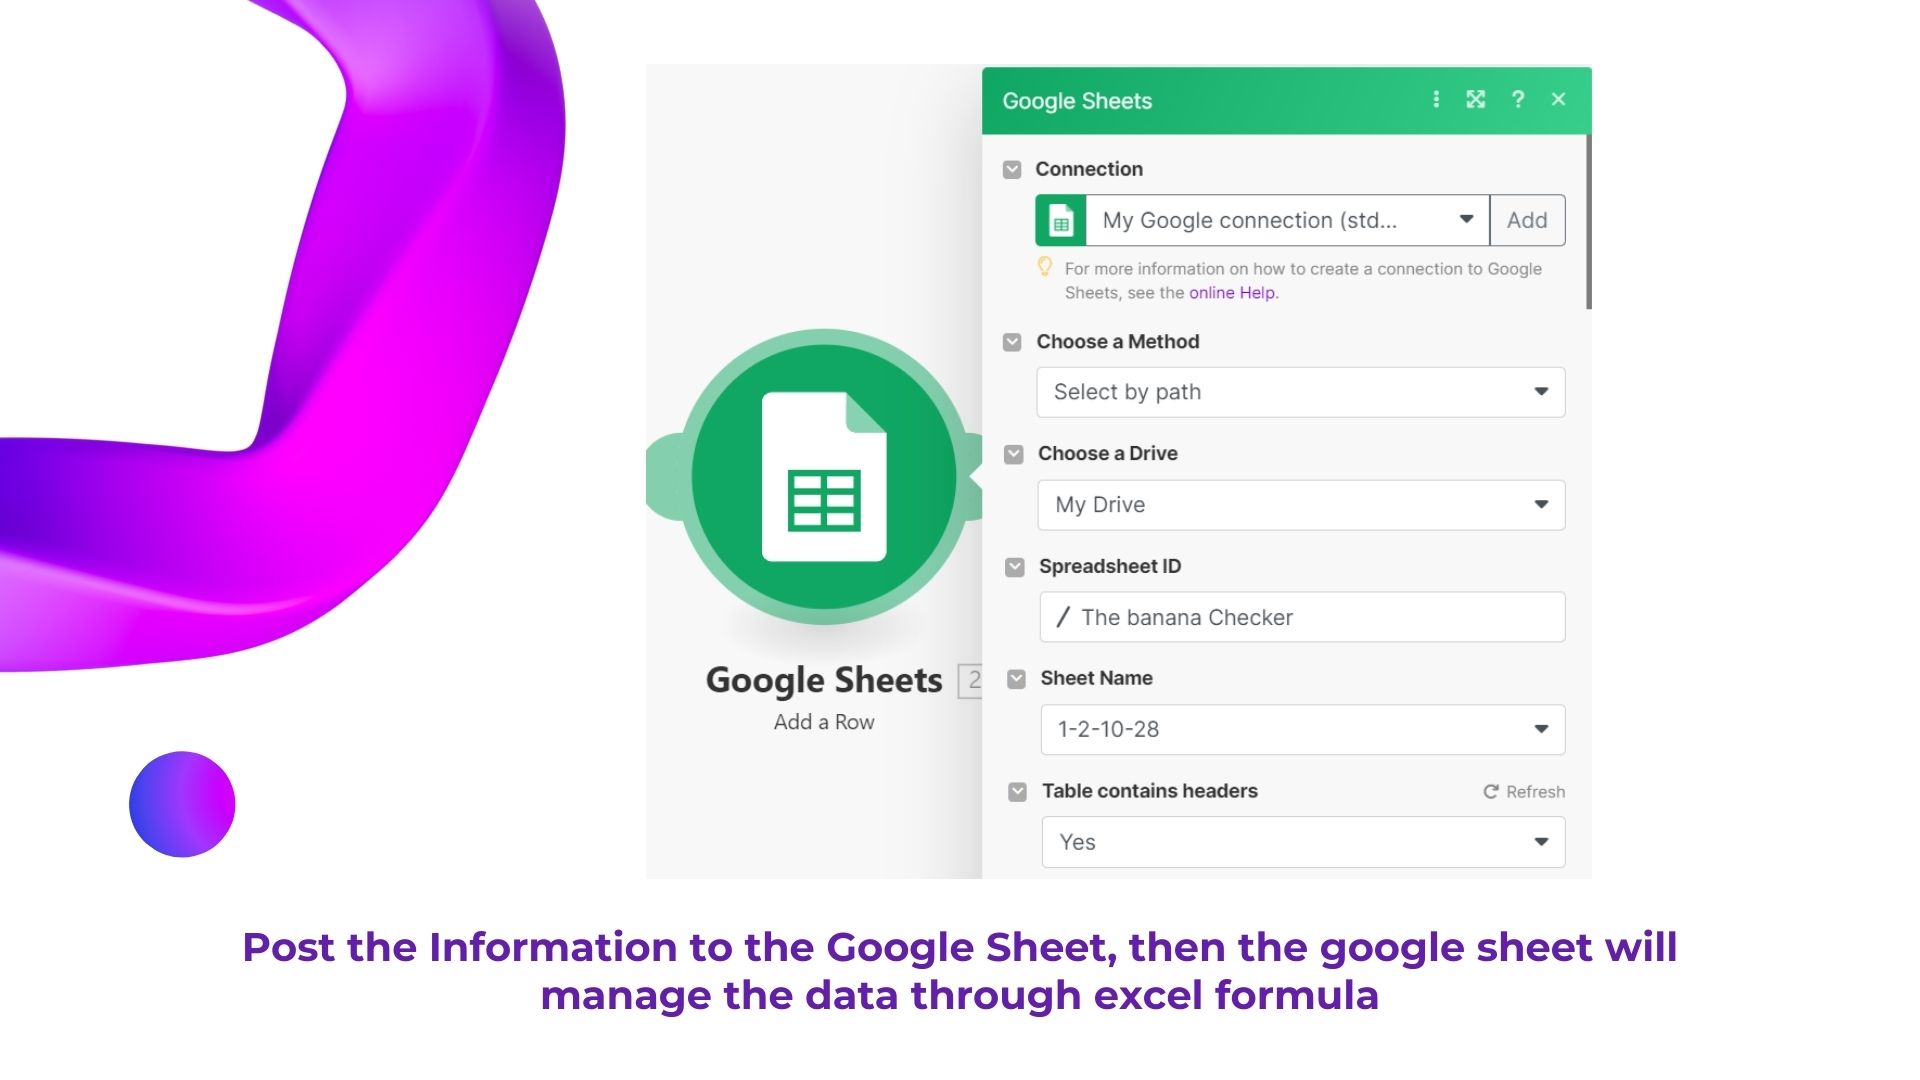 Google Sheets
?
Connection
My Google connection (std...
Add
For more information on how to create a connection to Google
Sheets, see the online Help.
Choose a Method
Select by path
Choose a Drive
My Drive
Spreadsheet ID
/ The banana Checker
Sheet Name
1-2-10-28
Table contains headers
Refresh
Yes
Google Sheets 2
Add a Row
Post the Information to the Google Sheet, then the google sheet will
manage the data through excel formula